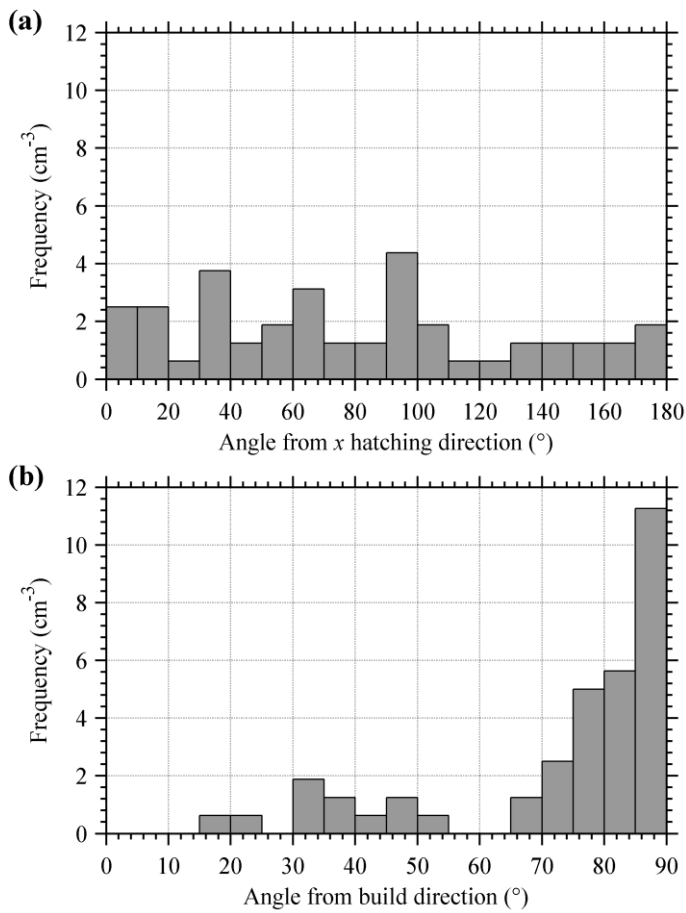 (a)
12
10
8
6
4
2
0
Frequency (cm⁻³)
0 20 40 60 80 100 120 140 160 180
Angle from x hatching direction (°)
(b)
12
10
8
6
4
2
0
Frequency (cm⁻³)
0 10 20 30 40 50 60 70 80 90
Angle from build direction (°)